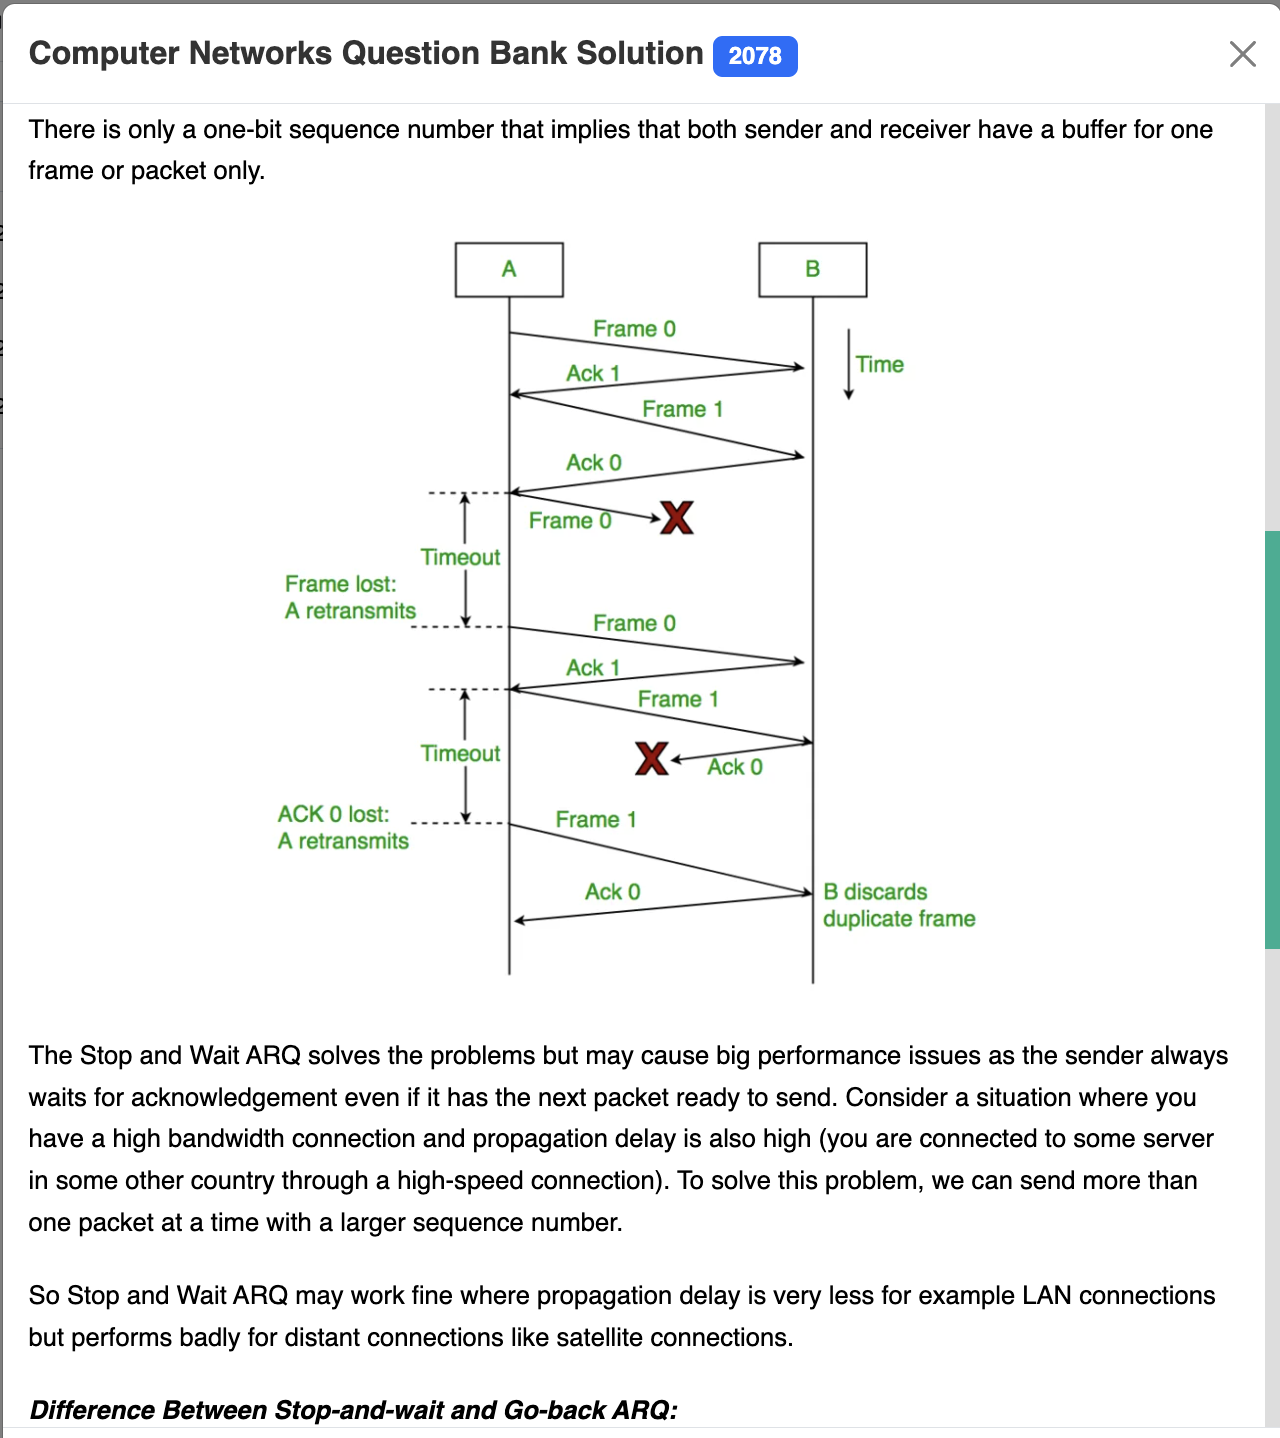 Computer Networks Question Bank Solution 2078
There is only a one-bit sequence number that implies that both sender and receiver have a buffer for one
frame or packet only.
A
B
Frame 0
Time
Ack 1
Frame 1
Ack 0
Frame 0
X
Timeout
Frame lost:
A retransmits
Frame 0
Ack 1
Frame 1
Timeout
X
Ack 0
ACK 0 lost:
A retransmits
Frame 1
Ack 0
B discards
duplicate frame
The Stop and Wait ARQ solves the problems but may cause big performance issues as the sender always
waits for acknowledgement even if it has the next packet ready to send. Consider a situation where you
have a high bandwidth connection and propagation delay is also high (you are connected to some server
in some other country through a high-speed connection). To solve this problem, we can send more than
one packet at a time with a larger sequence number.
So Stop and Wait ARQ may work fine where propagation delay is very less for example LAN connections
but performs badly for distant connections like satellite connections.
Difference Between Stop-and-wait and Go-back ARQ: